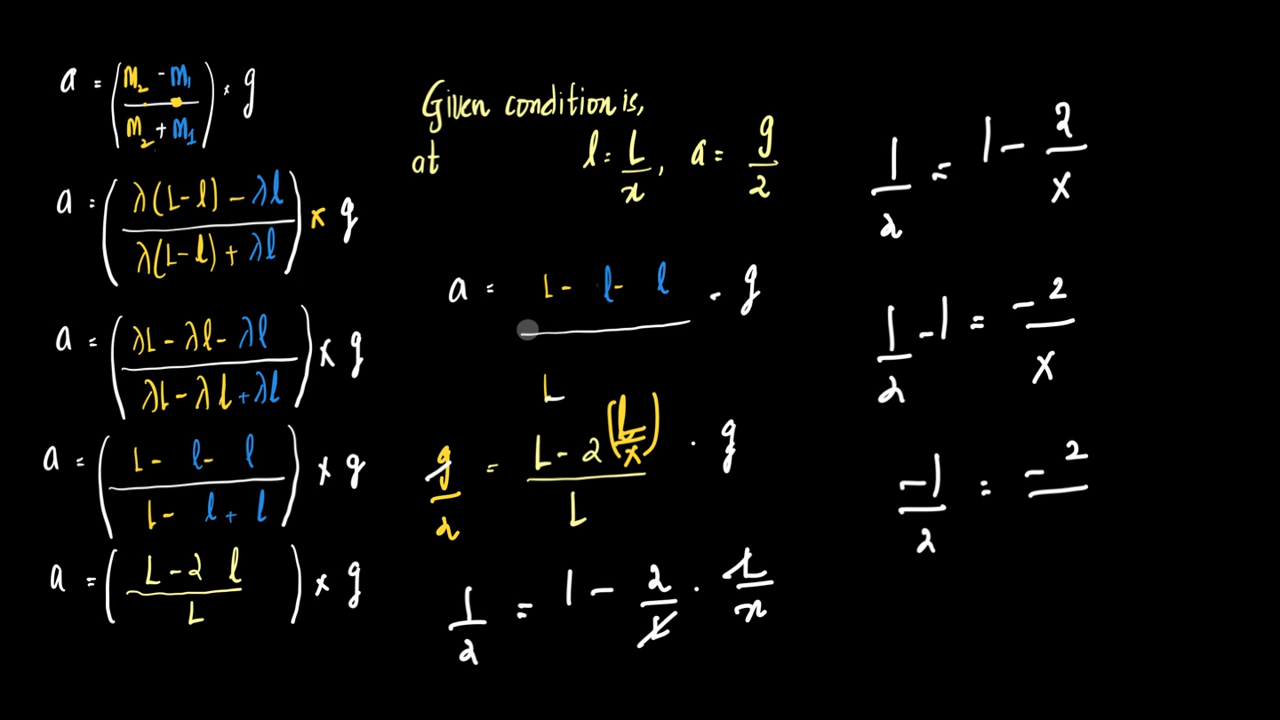 a = (m₂ - m₁ / m₂ + m₁) × g
a = (λ(L-l) - λl / λ(L-l) + λl) × g
a = (λL - λl - λl / λL - λl + λl) × g
a = (L - l - l / L - l + l) × g
a = (L - 2 l / L) × g
Given condition is,
at l = L/x, a = g/2
a = L - l - l / L · g
g/2 = L - 2(L/x) / L · g
1/2 = 1 - 2/L · L/x
1/2 = 1 - 2/x
1/2 - 1 = -2/x
-1/2 = -2/